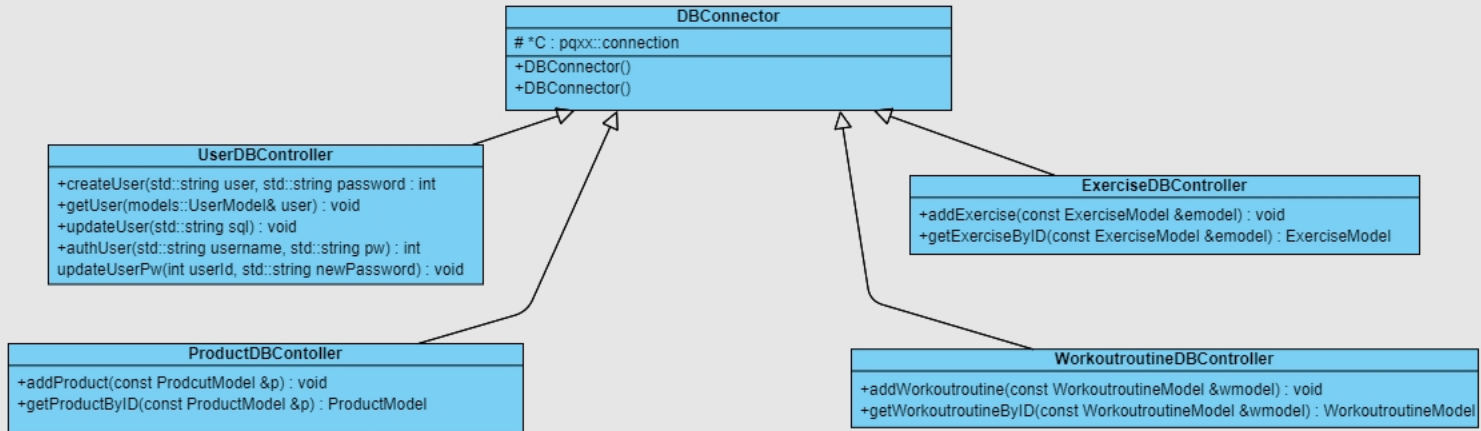 DBConnector
# *C : pqxx::connection
+DBConnector()
+DBConnector()
UserDBController
+createUser(std::string user, std::string password : int
+getUser(models::UserModel& user) : void
+updateUser(std::string sql) : void
+authUser(std::string username, std::string pw) : int
updateUserPw(int userId, std::string newPassword) : void
ExerciseDBController
+addExercise(const ExerciseModel &emodel) : void
+getExerciseByID(const ExerciseModel &emodel) : ExerciseModel
ProductDBContoller
+addProduct(const ProdcutModel &p) : void
+getProductByID(const ProductModel &p) : ProductModel
WorkoutroutineDBController
+addWorkoutroutine(const WorkoutroutineModel &wmodel) : void
+getWorkoutroutineByID(const WorkoutroutineModel &wmodel) : WorkoutroutineModel